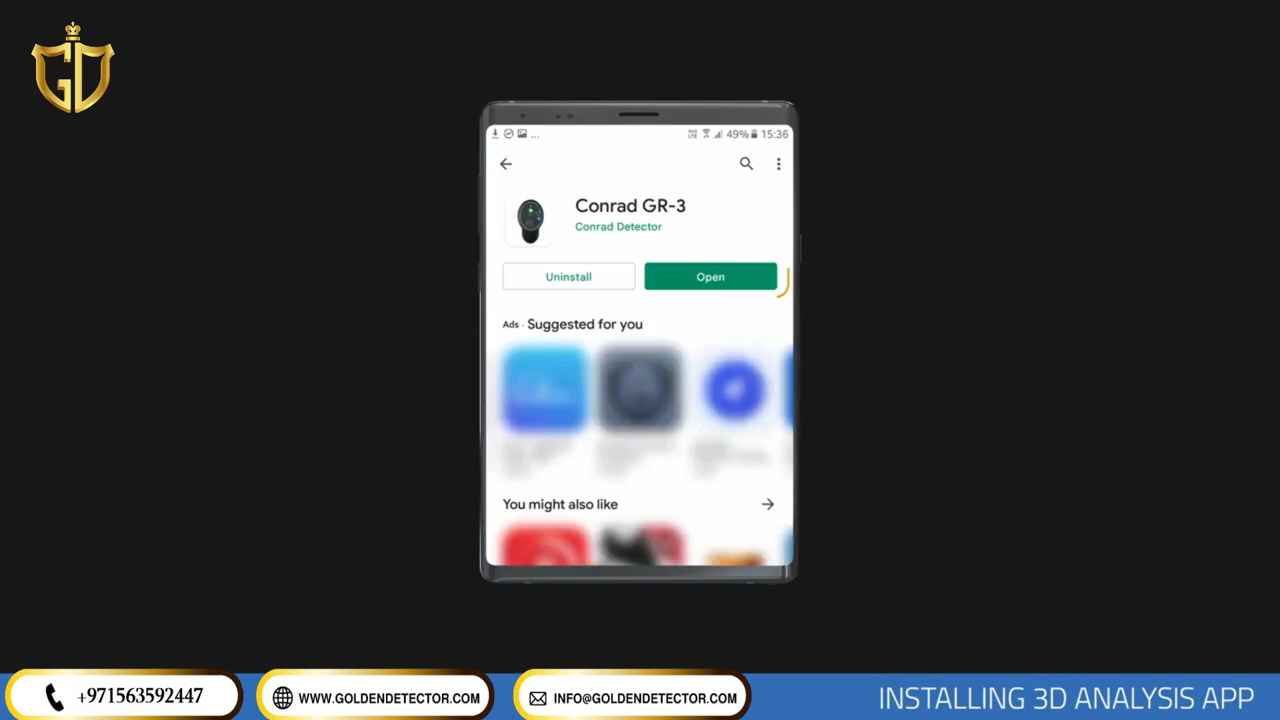 GD
... 
VoLTE 49% 15:36
Conrad GR-3
Conrad Detector
Uninstall
Open
Ads · Suggested for you
You might also like
+971563592447
WWW.GOLDENDETECTOR.COM
INFO@GOLDENDETECTOR.COM
INSTALLING 3D ANALYSIS APP